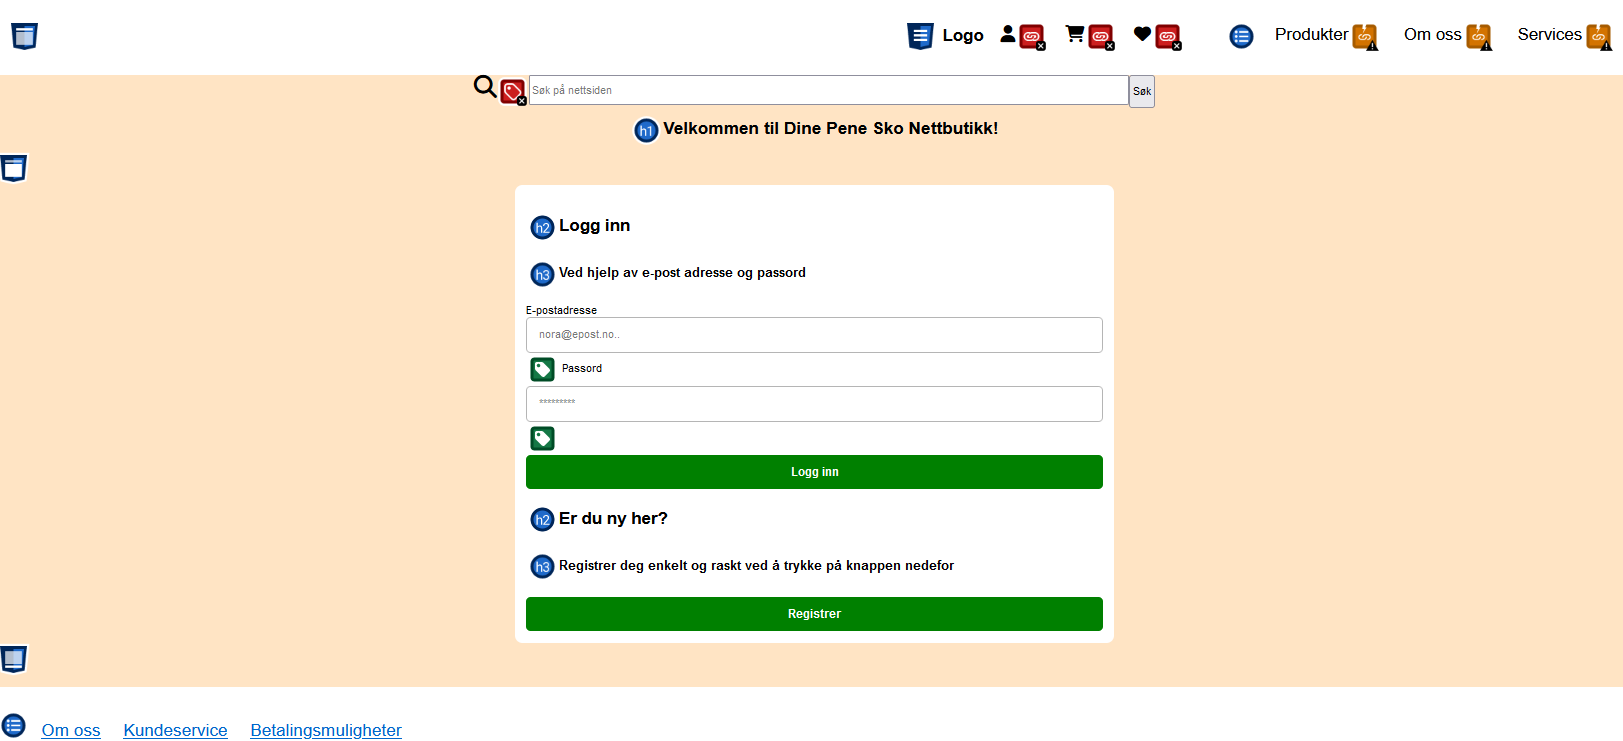 Logo
Produkter
Om oss
Services
Søk på nettsiden
Søk
h1 Velkommen til Dine Pene Sko Nettbutikk!
h2 Logg inn
h3 Ved hjelp av e-post adresse og passord
E-postadresse
nora@epost.no..
Passord
*********
Logg inn
h2 Er du ny her?
h3 Registrer deg enkelt og raskt ved å trykke på knappen nedefor
Registrer
Om oss
Kundeservice
Betalingsmuligheter